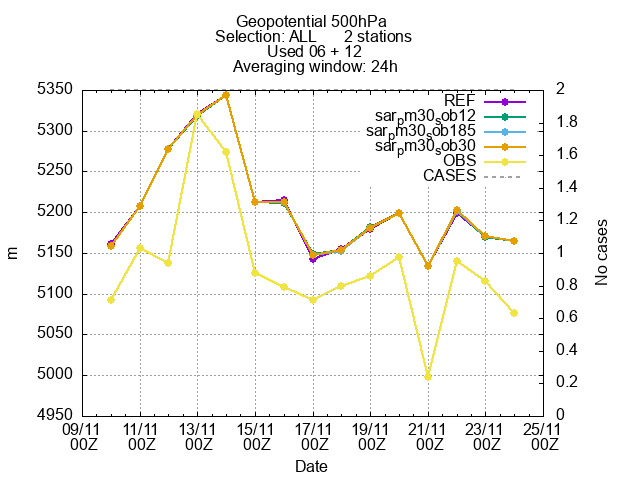 Geopotential 500hPa
Selection: ALL 2 stations
Used 06 + 12
Averaging window: 24h
5350
5300
5250
5200
5150
5100
5050
5000
4950
m
REF
sarpm30sob12
sarpm30sob185
sarpm30sob30
OBS
CASES
2
1.8
1.6
1.4
1.2
1
0.8
0.6
0.4
0.2
0
No cases
09/11 11/11 13/11 15/11 17/11 19/11 21/11 23/11 25/11
00Z 00Z 00Z 00Z 00Z 00Z 00Z 00Z 00Z
Date